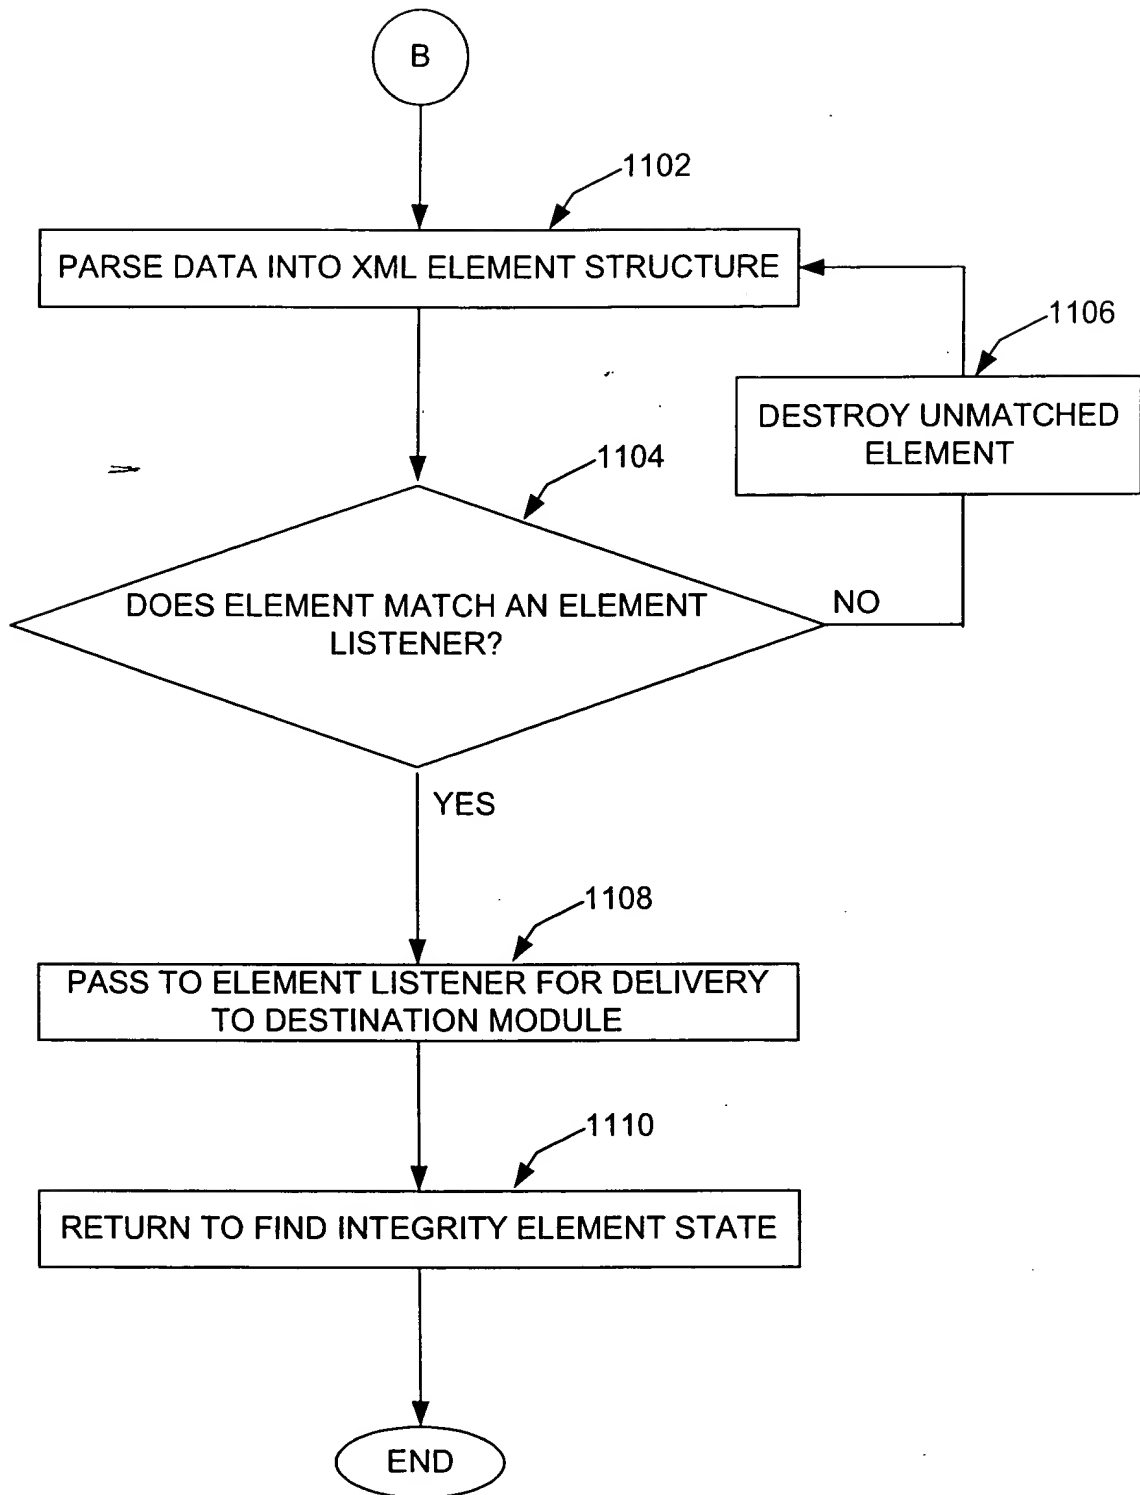 B
1102
PARSE DATA INTO XML ELEMENT STRUCTURE
1106
DESTROY UNMATCHED
ELEMENT
1104
DOES ELEMENT MATCH AN ELEMENT
LISTENER?
NO
YES
1108
PASS TO ELEMENT LISTENER FOR DELIVERY
TO DESTINATION MODULE
1110
RETURN TO FIND INTEGRITY ELEMENT STATE
END